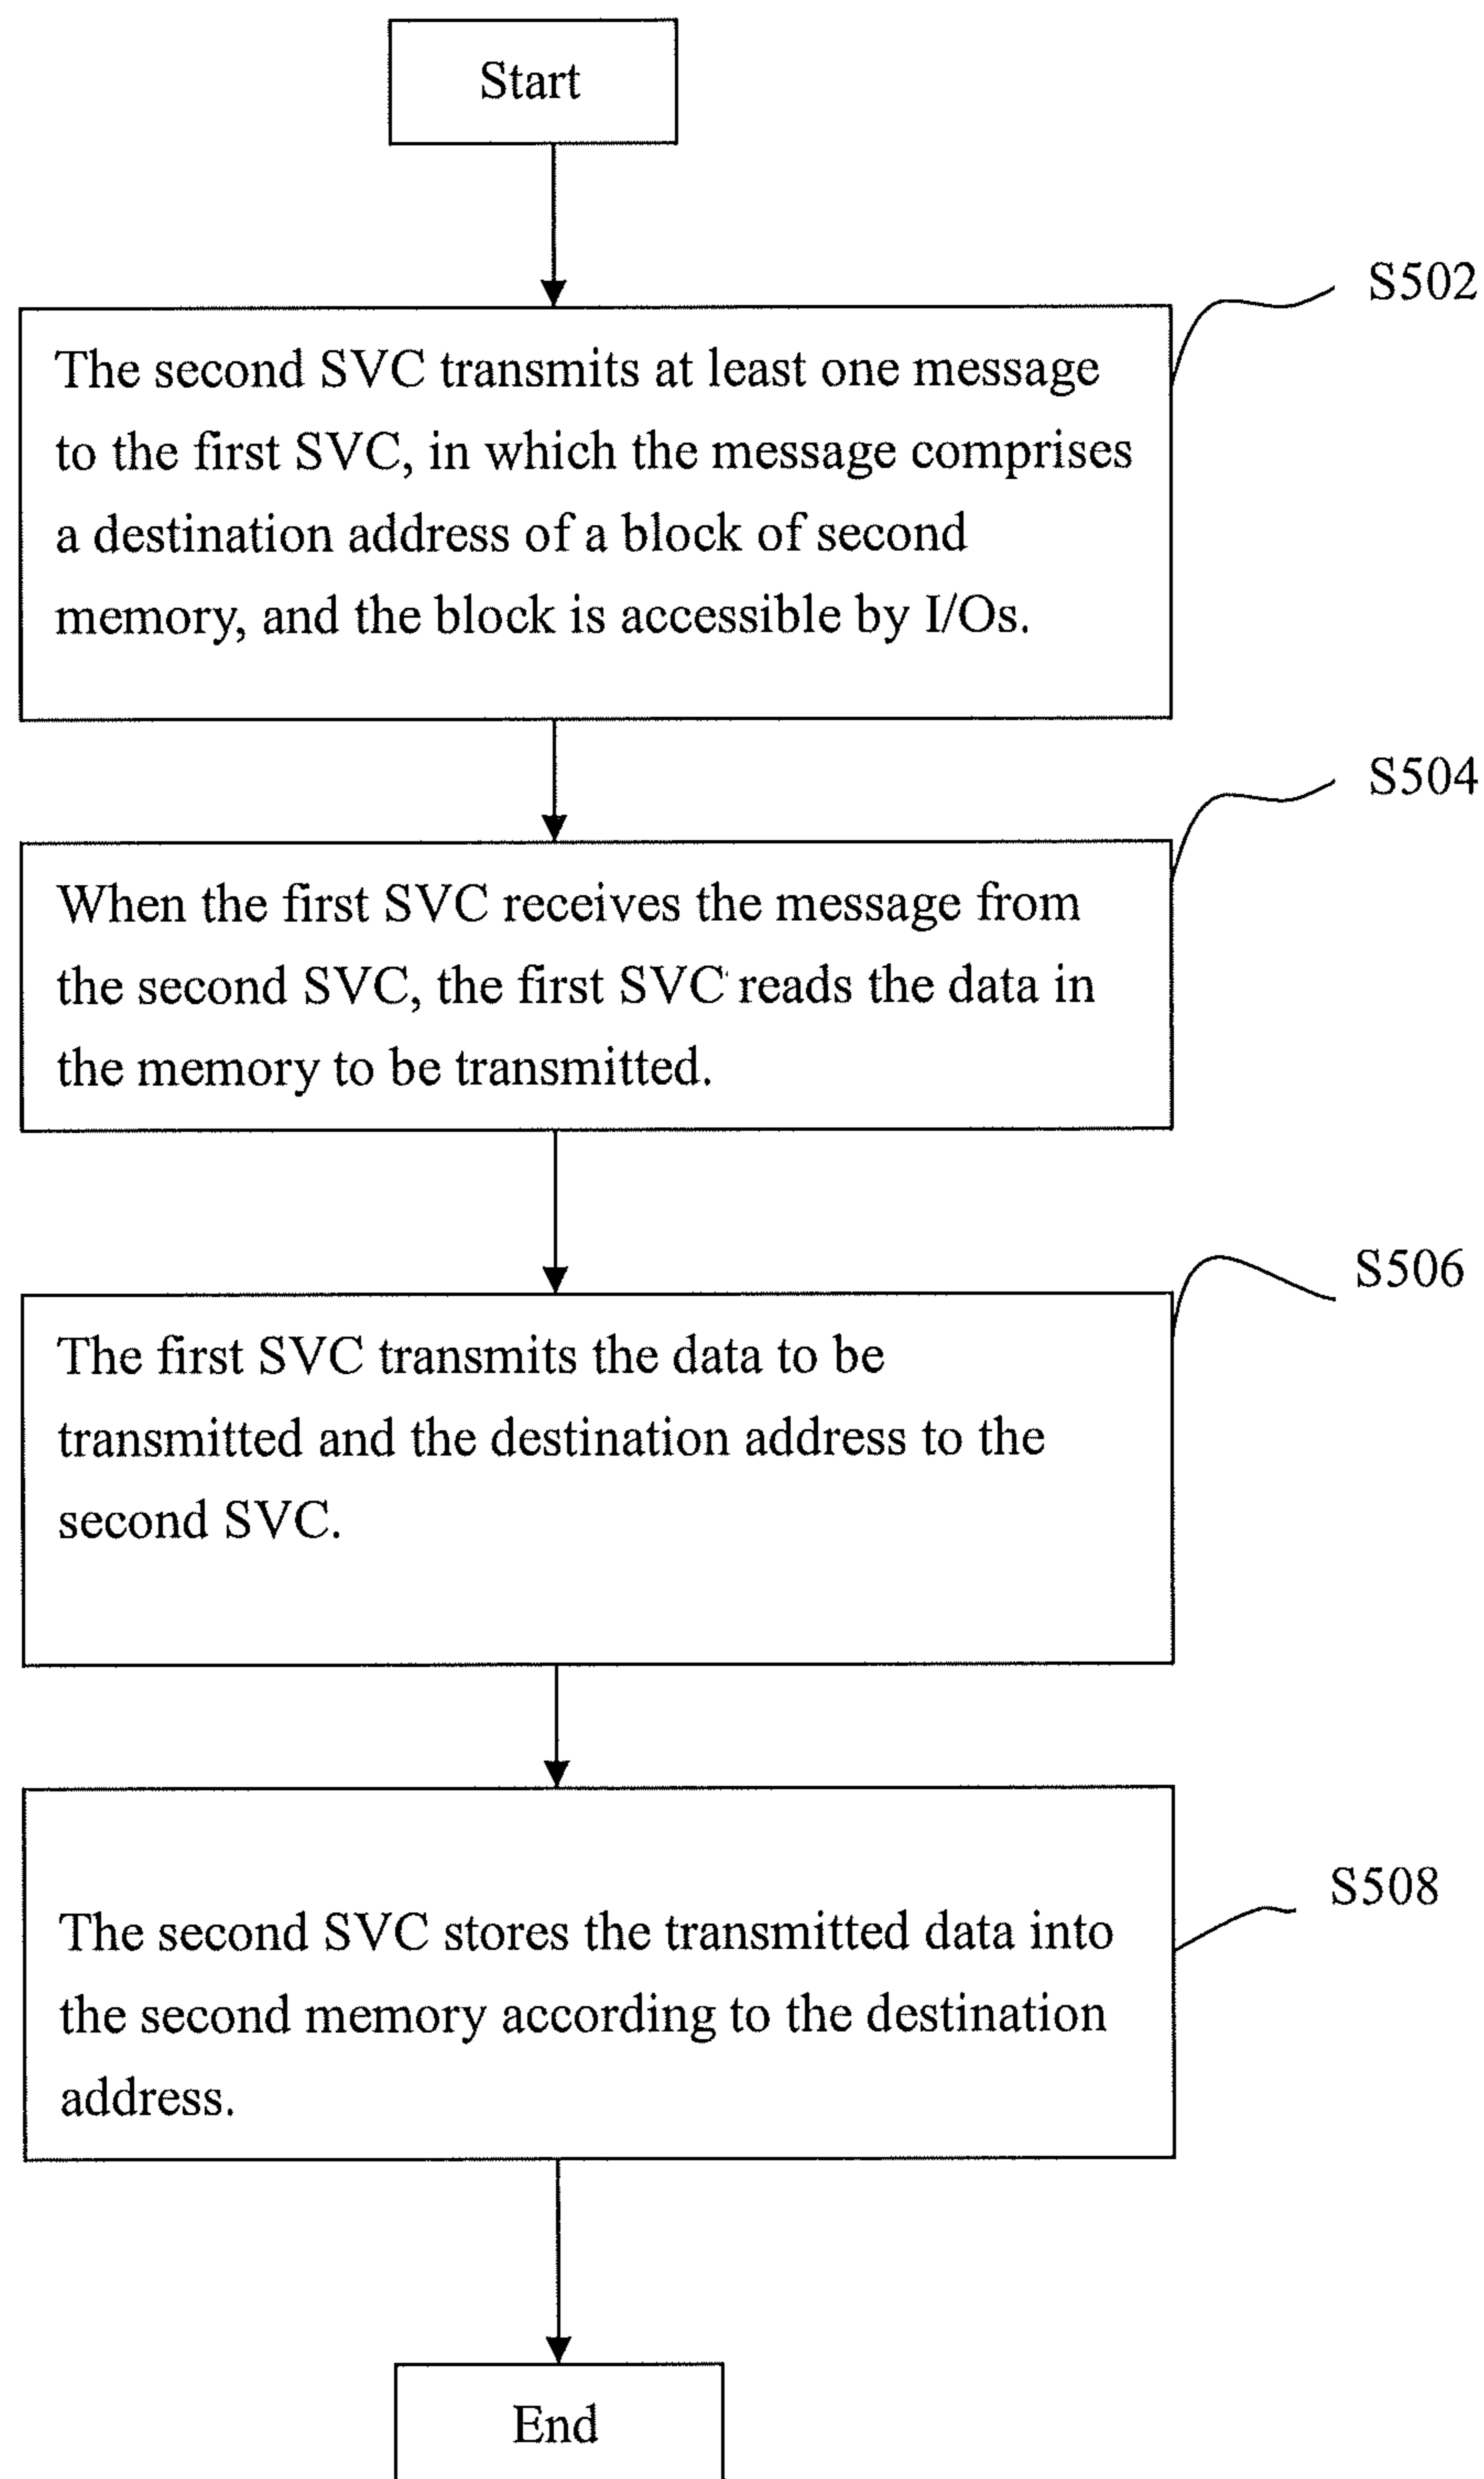 Start
S502
The second SVC transmits at least one message
to the first SVC, in which the message comprises
a destination address of a block of second
memory, and the block is accessible by I/Os.
S504
When the first SVC receives the message from
the second SVC, the first SVC reads the data in
the memory to be transmitted.
S506
The first SVC transmits the data to be
transmitted and the destination address to the
second SVC.
S508
The second SVC stores the transmitted data into
the second memory according to the destination
address.
End